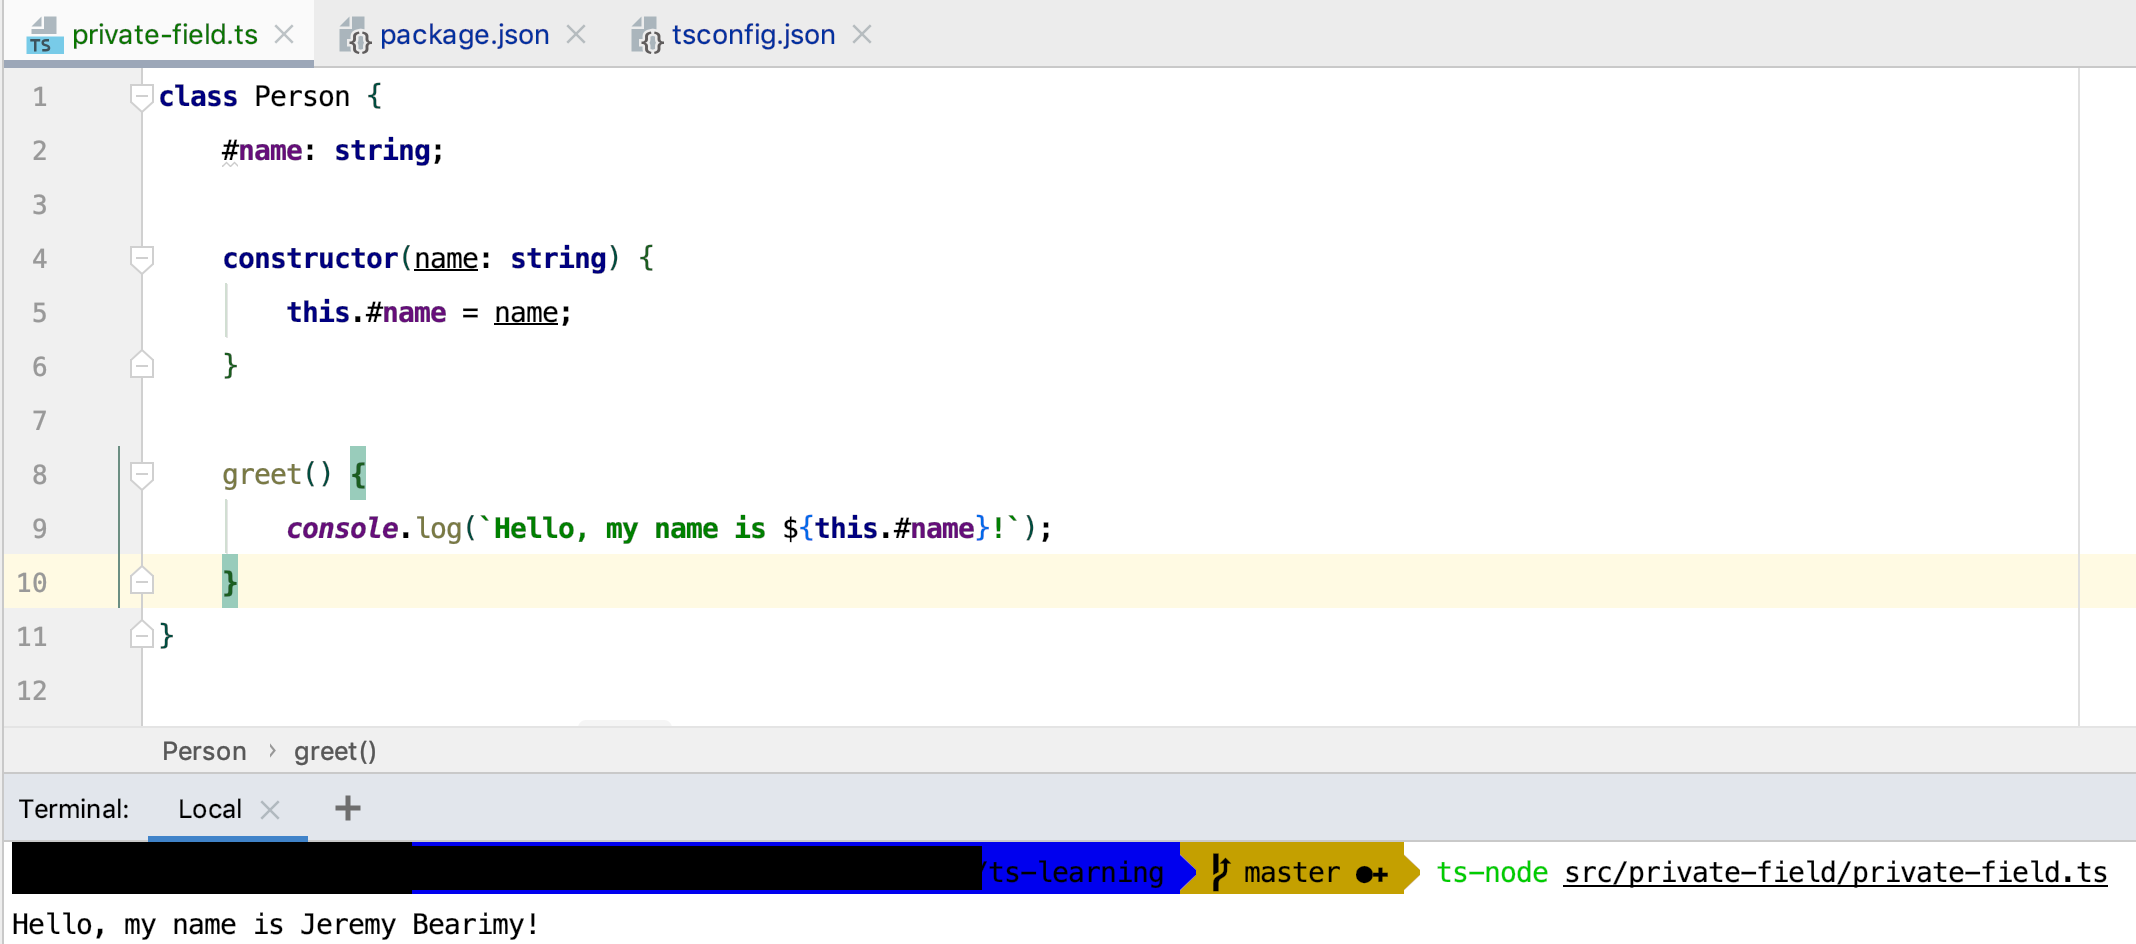 TS private-field.ts package.json tsconfig.json
1 class Person {
2 #name: string;
3
4 constructor(name: string) {
5 this.#name = name;
6 }
7
8 greet() {
9 console.log(`Hello, my name is ${this.#name}!`);
10 }
11 }
12
Person › greet()
Terminal: Local +
/ts-learning master ●+ ts-node src/private-field/private-field.ts
Hello, my name is Jeremy Bearimy!